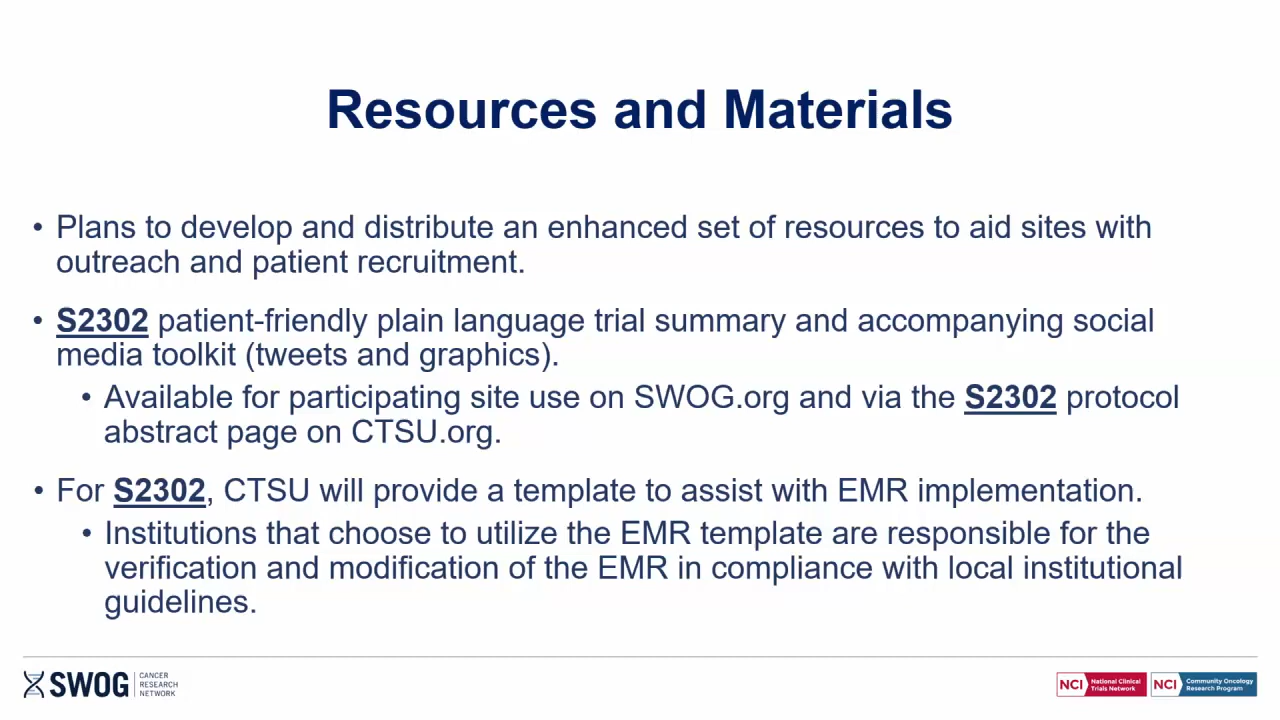 Resources and Materials
• Plans to develop and distribute an enhanced set of resources to aid sites with
outreach and patient recruitment.
• S2302 patient-friendly plain language trial summary and accompanying social
media toolkit (tweets and graphics).
• Available for participating site use on SWOG.org and via the S2302 protocol
abstract page on CTSU.org.
• For S2302, CTSU will provide a template to assist with EMR implementation.
• Institutions that choose to utilize the EMR template are responsible for the
verification and modification of the EMR in compliance with local institutional
guidelines.
SWOG
CANCER
RESEARCH
NETWORK
NCI
National Clinical
Trials Network
NCI
Community Oncology
Research Program